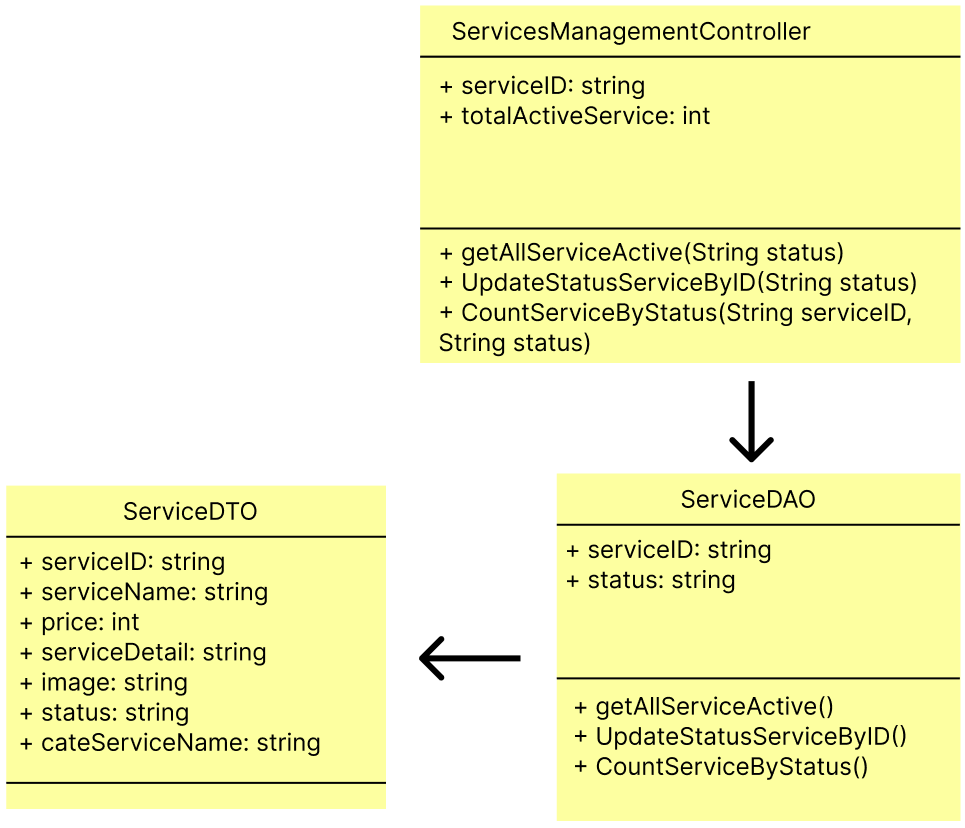 ServicesManagementController
+ serviceID: string
+ totalActiveService: int
+ getAllServiceActive(String status)
+ UpdateStatusServiceByID(String status)
+ CountServiceByStatus(String serviceID,
String status)
ServiceDTO
+ serviceID: string
+ serviceName: string
+ price: int
+ serviceDetail: string
+ image: string
+ status: string
+ cateServiceName: string
ServiceDAO
+ serviceID: string
+ status: string
+ getAllServiceActive()
+ UpdateStatusServiceByID()
+ CountServiceByStatus()